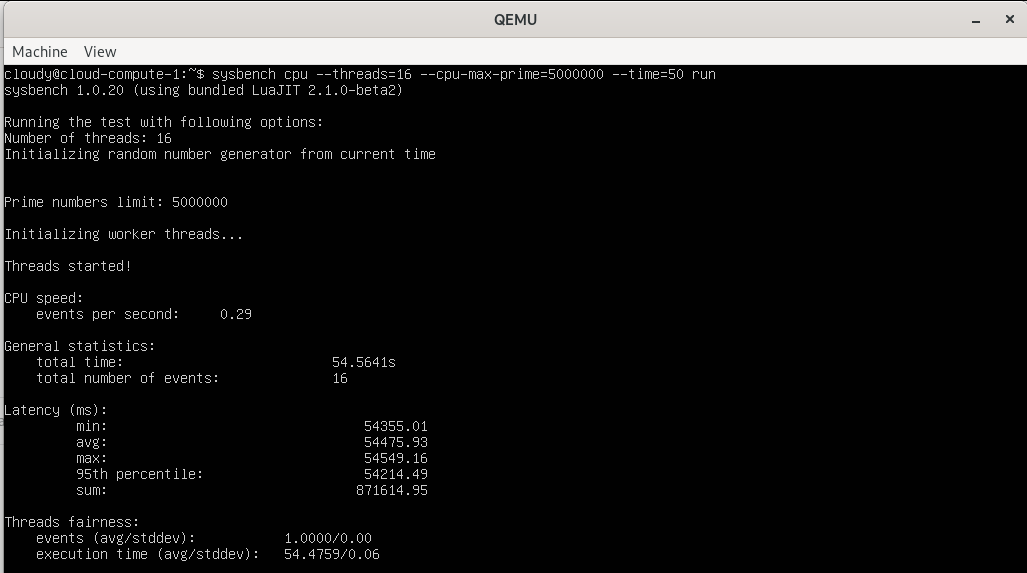 QEMU
Machine View
cloudy@cloud-compute-1:~$ sysbench cpu --threads=16 --cpu-max-prime=5000000 --time=50 run
sysbench 1.0.20 (using bundled LuaJIT 2.1.0-beta2)
Running the test with following options:
Number of threads: 16
Initializing random number generator from current time
Prime numbers limit: 5000000
Initializing worker threads...
Threads started!
CPU speed:
events per second: 0.29
General statistics:
total time: 54.5641s
total number of events: 16
Latency (ms):
min: 54355.01
avg: 54475.93
max: 54549.16
95th percentile: 54214.49
sum: 871614.95
Threads fairness:
events (avg/stddev): 1.0000/0.00
execution time (avg/stddev): 54.4759/0.06